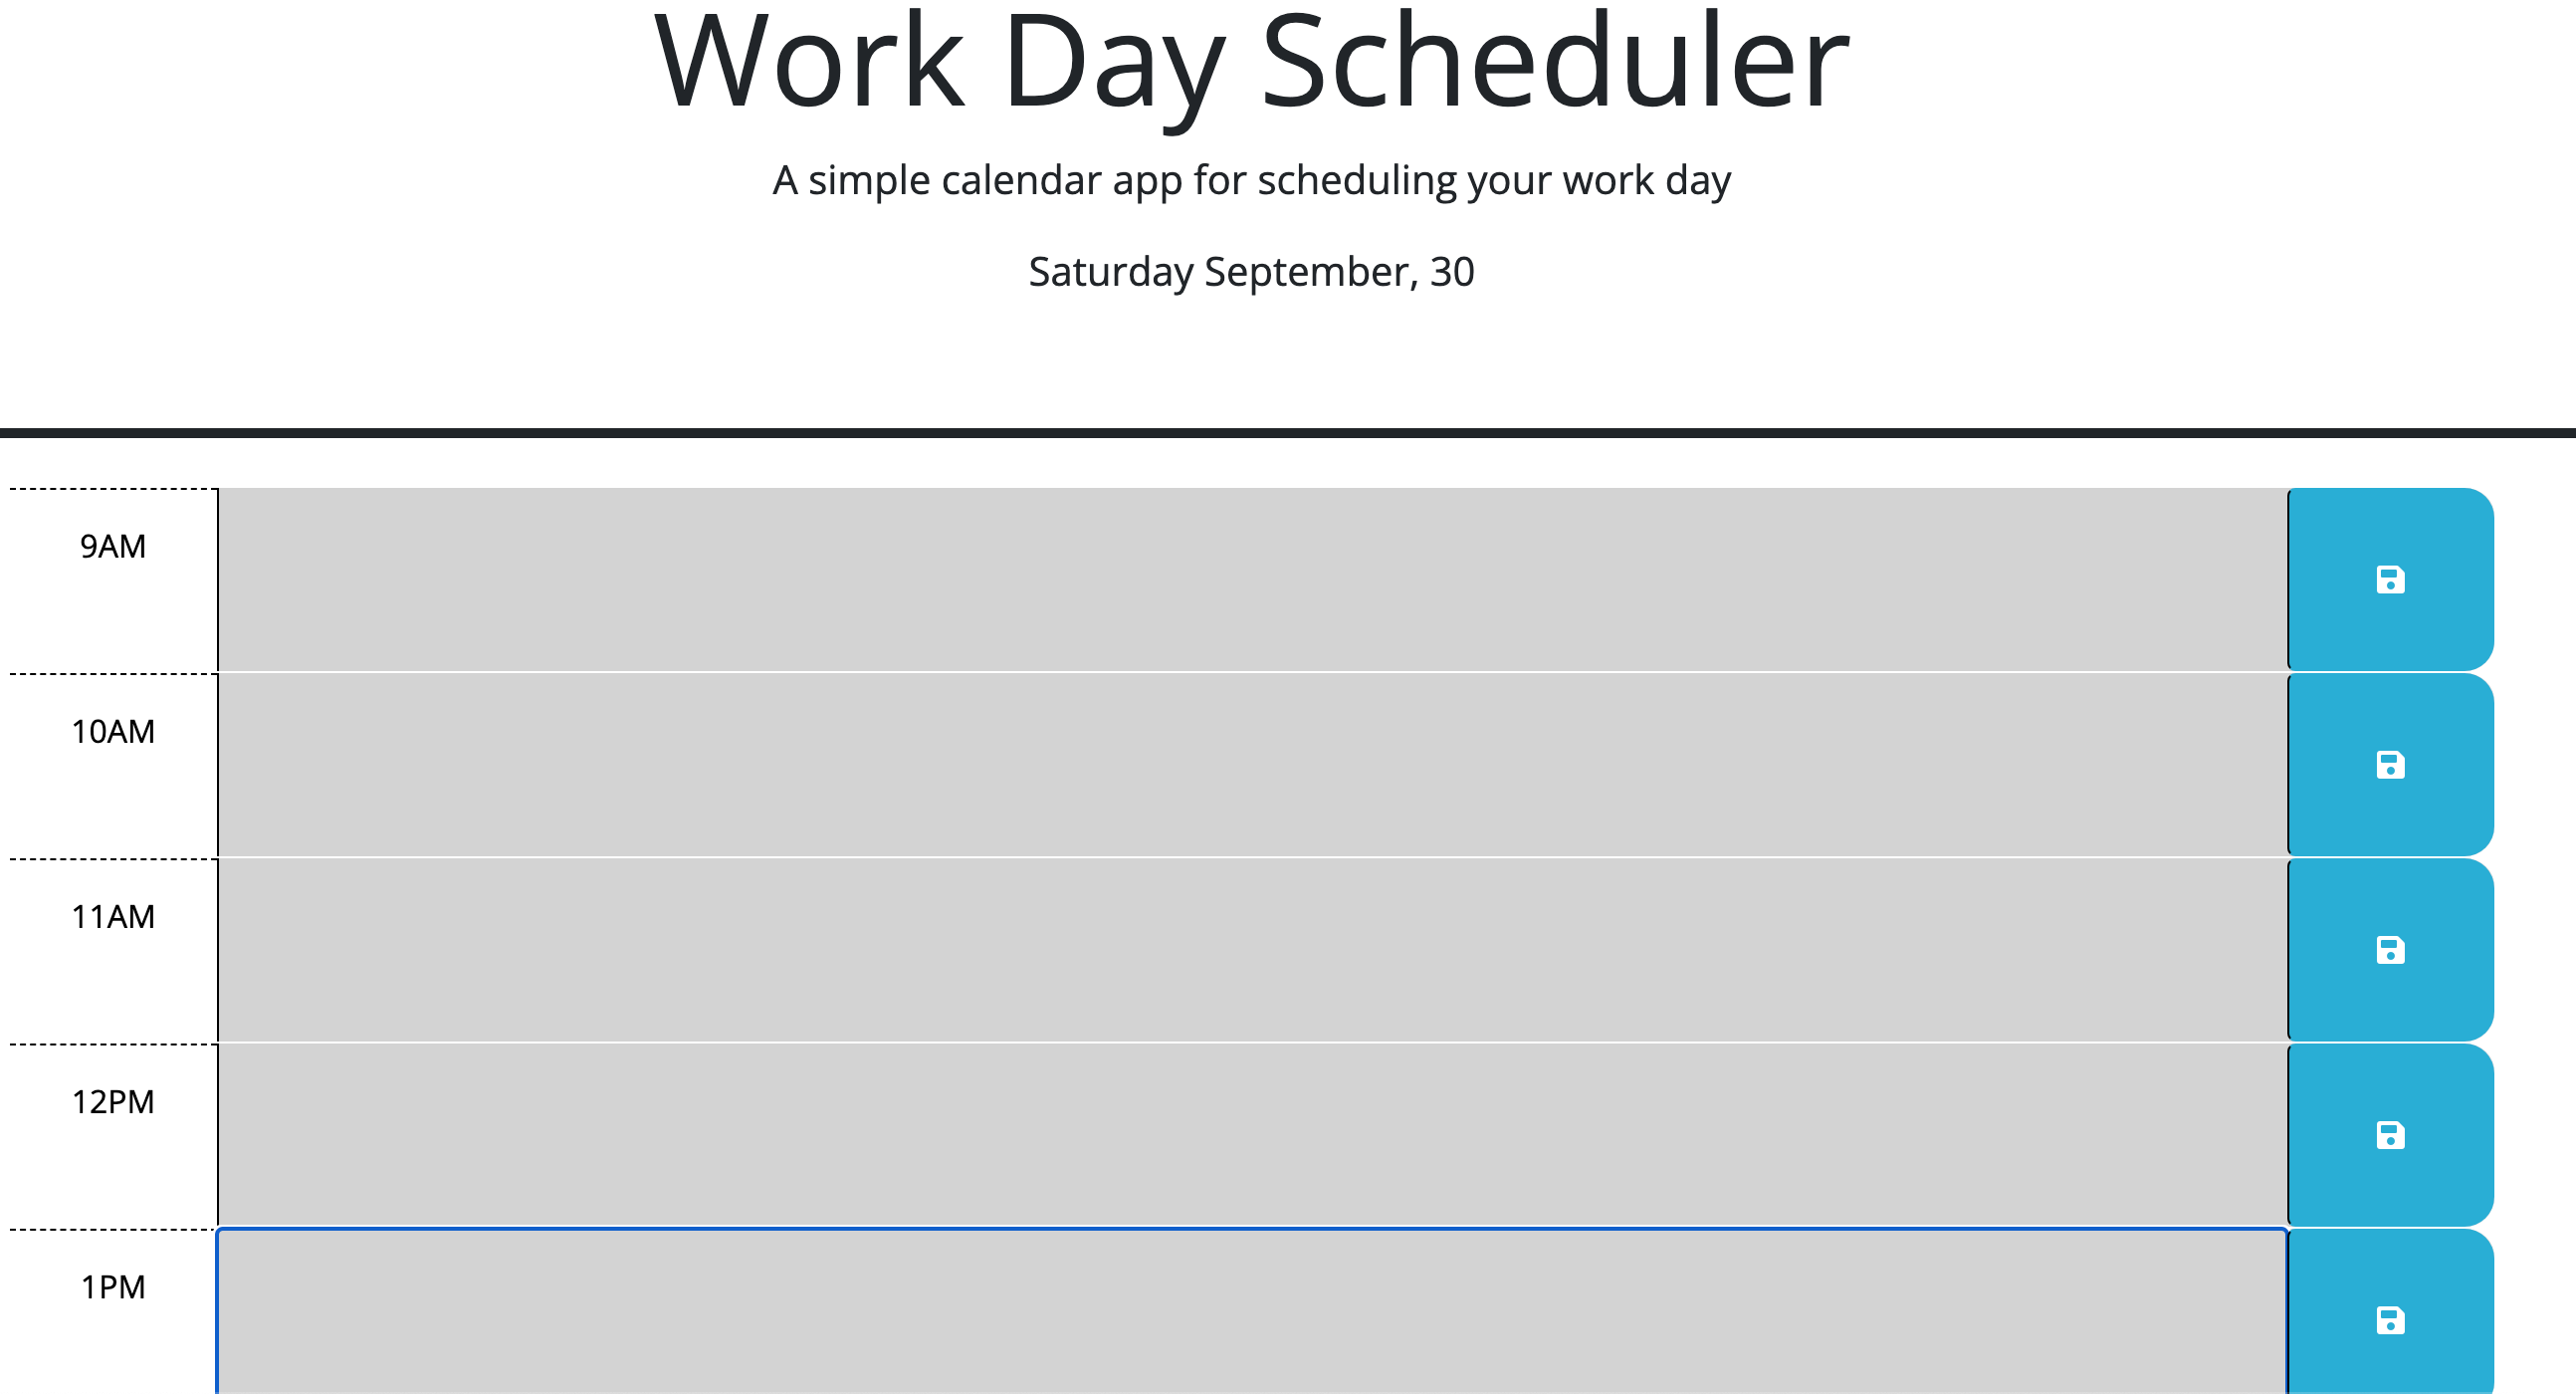 Work Day Scheduler
A simple calendar app for scheduling your work day
Saturday September, 30
9AM
10AM
11AM
12PM
1PM